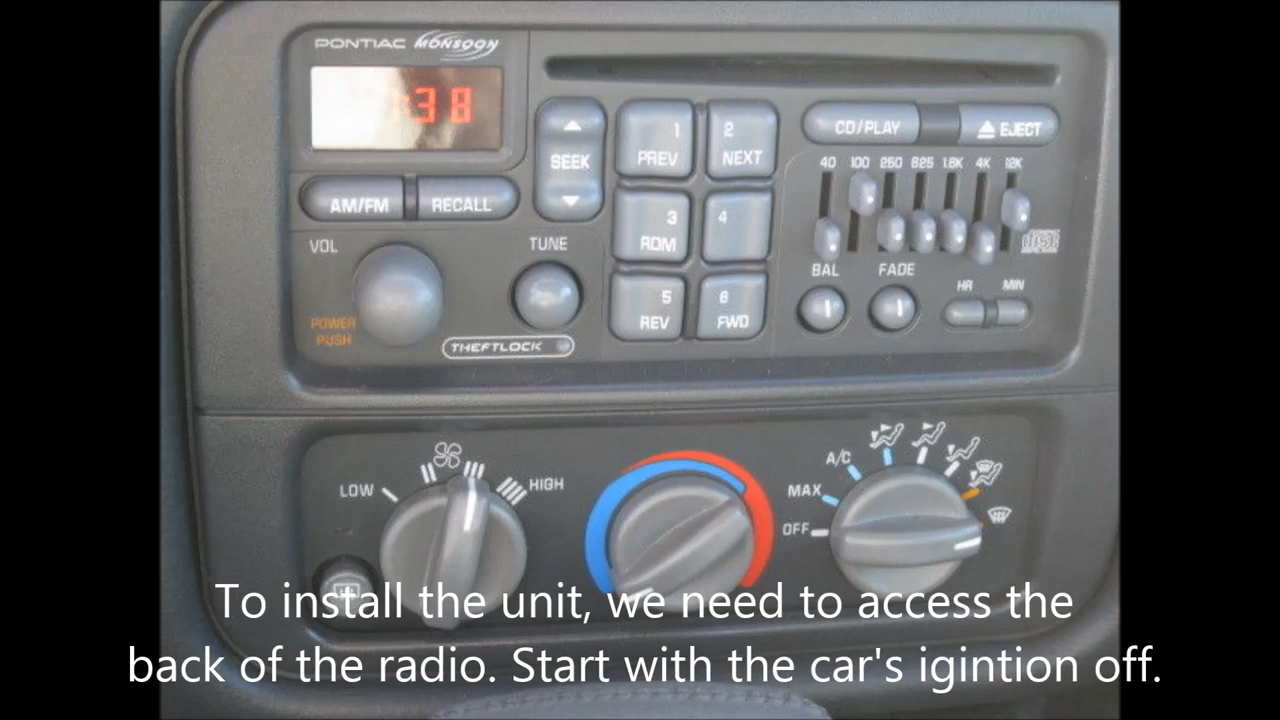 PONTIAC MONSOON
:38
CD/PLAY
EJECT
1
PREV
2
NEXT
SEEK
40 100 250 625 1.6K 4K 12K
AM/FM
RECALL
3
RDM
4
VOL
TUNE
DISC
BAL
FADE
HR
MIN
5
REV
6
FWD
POWER
PUSH
THEFTLOCK
LOW
HIGH
A/C
MAX
OFF
To install the unit, we need to access the
back of the radio. Start with the car's igintion off.